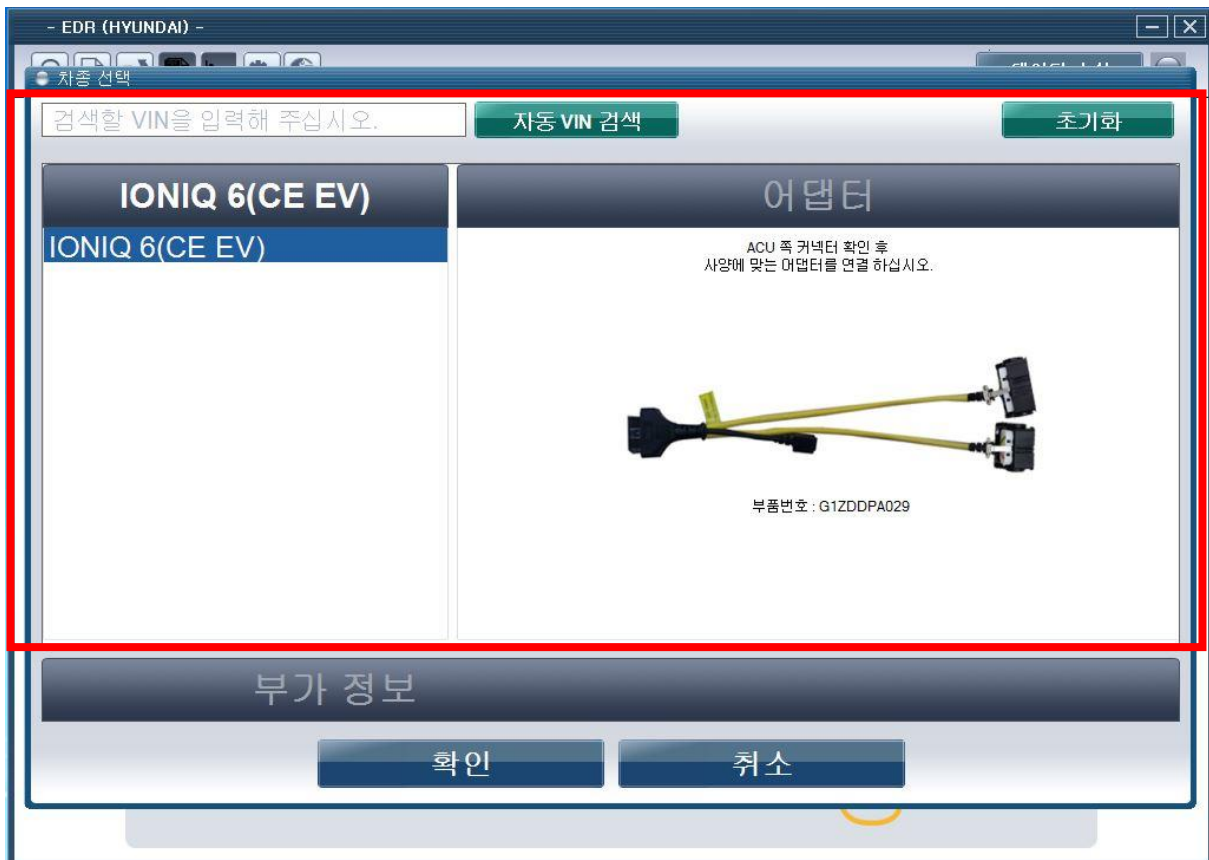 - EDR (HYUNDAI) -
차종 선택
검색할 VIN을 입력해 주십시오.
자동 VIN 검색
초기화
IONIQ 6(CE EV)
어댑터
IONIQ 6(CE EV)
ACU 쪽 커넥터 확인 후
사양에 맞는 어댑터를 연결 하십시오.
부품번호 : G1ZDDPA029
부가 정보
확인
취소